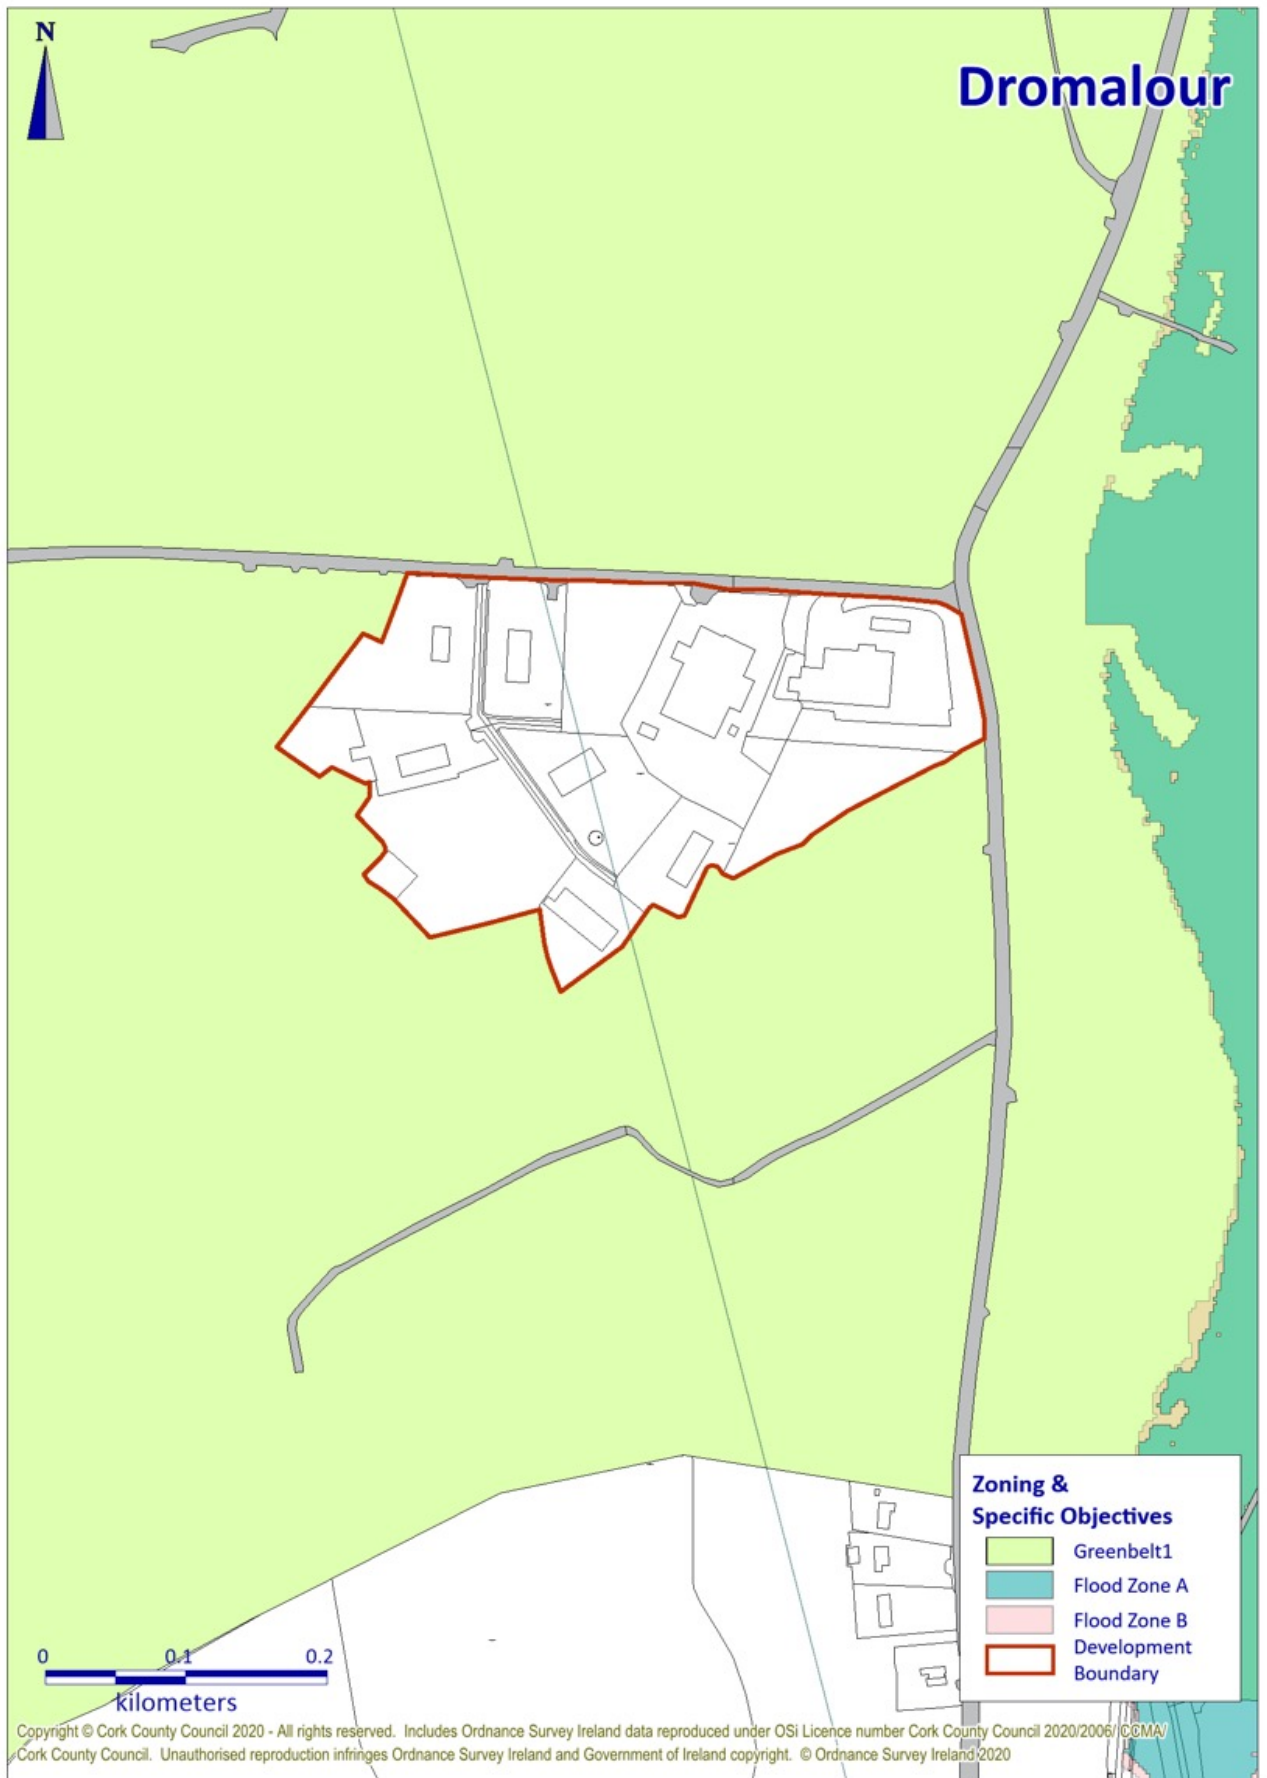 N
Dromalour
Zoning &
Specific Objectives
Greenbelt1
Flood Zone A
Flood Zone B
Development
Boundary
0 0.1 0.2
kilometers
Copyright © Cork County Council 2020 - All rights reserved. Includes Ordnance Survey Ireland data reproduced under OSi Licence number Cork County Council 2020/2006/ CCMA/
Cork County Council. Unauthorised reproduction infringes Ordnance Survey Ireland and Government of Ireland copyright. © Ordnance Survey Ireland 2020